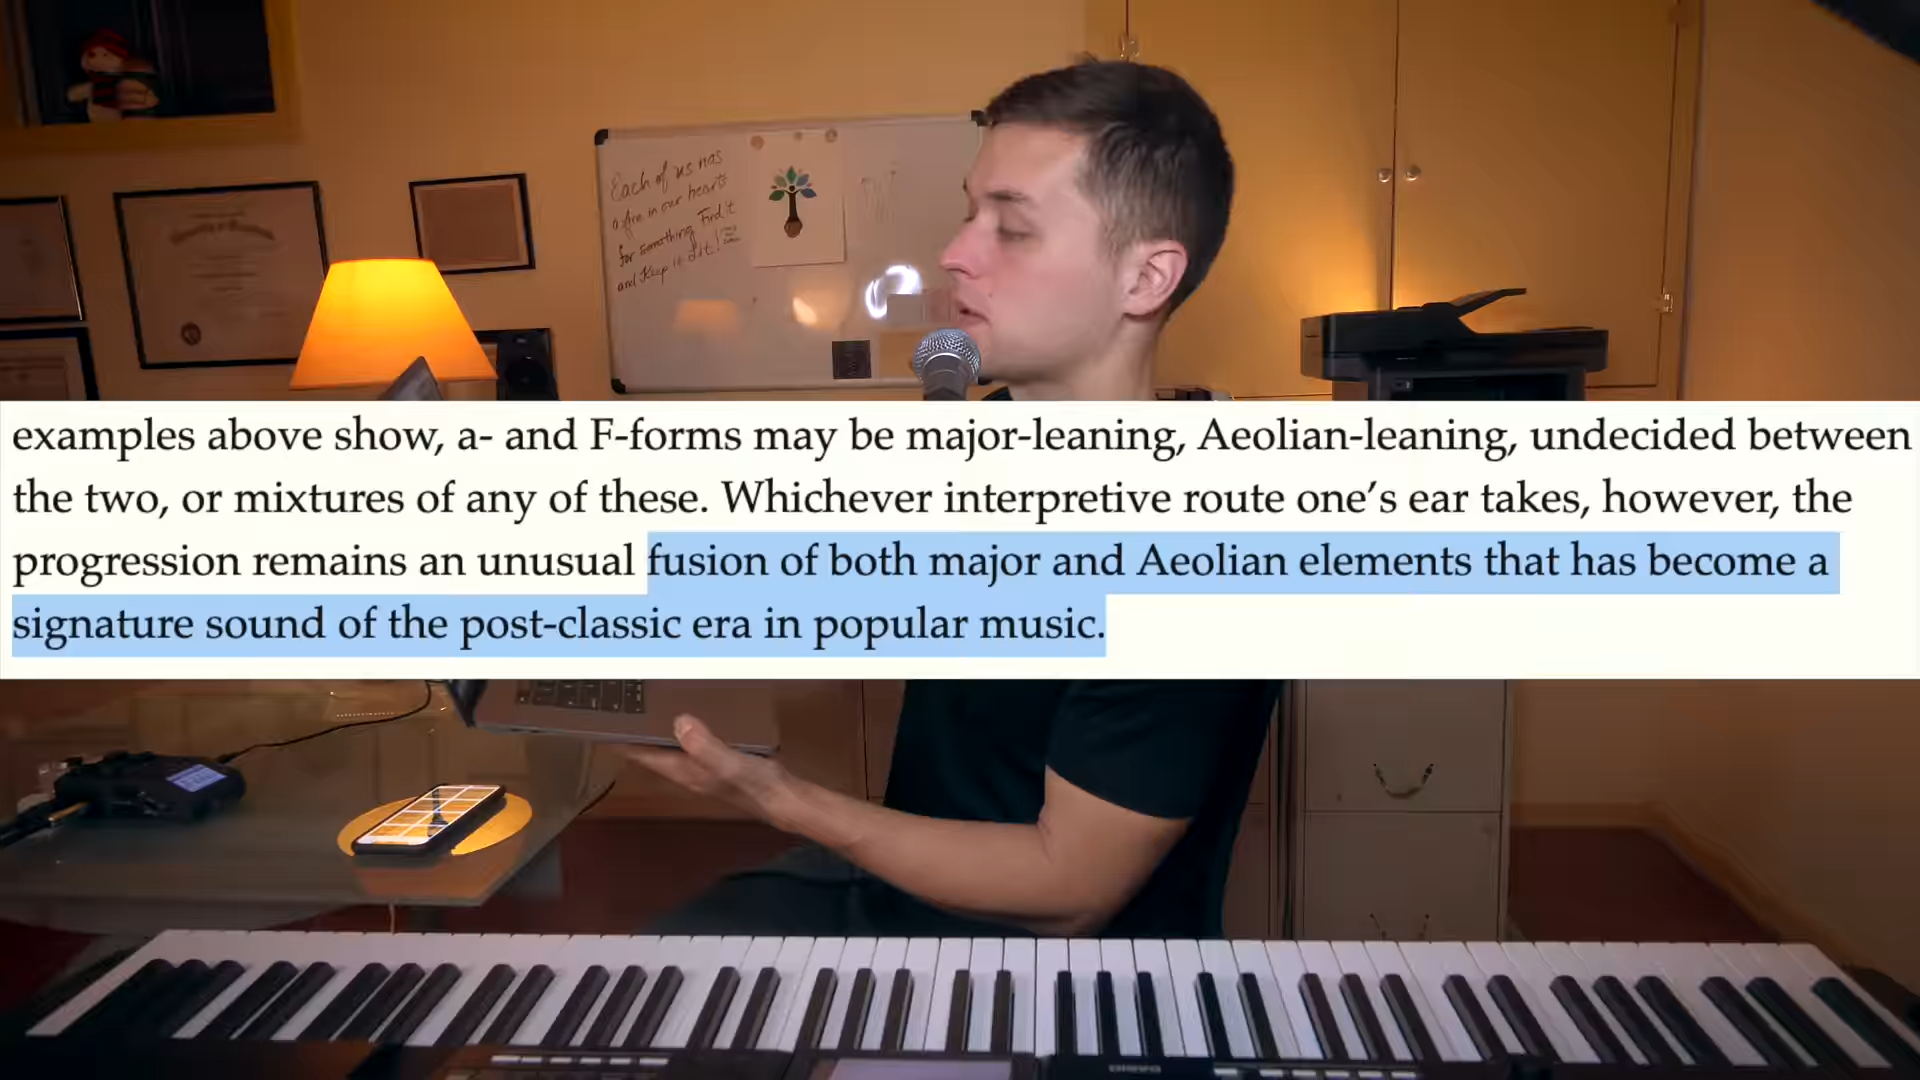 Each of us has
a fire in our hearts
for something. Find it
and keep it lit!
examples above show, a- and F-forms may be major-leaning, Aeolian-leaning, undecided between
the two, or mixtures of any of these. Whichever interpretive route one’s ear takes, however, the
progression remains an unusual fusion of both major and Aeolian elements that has become a
signature sound of the post-classic era in popular music.